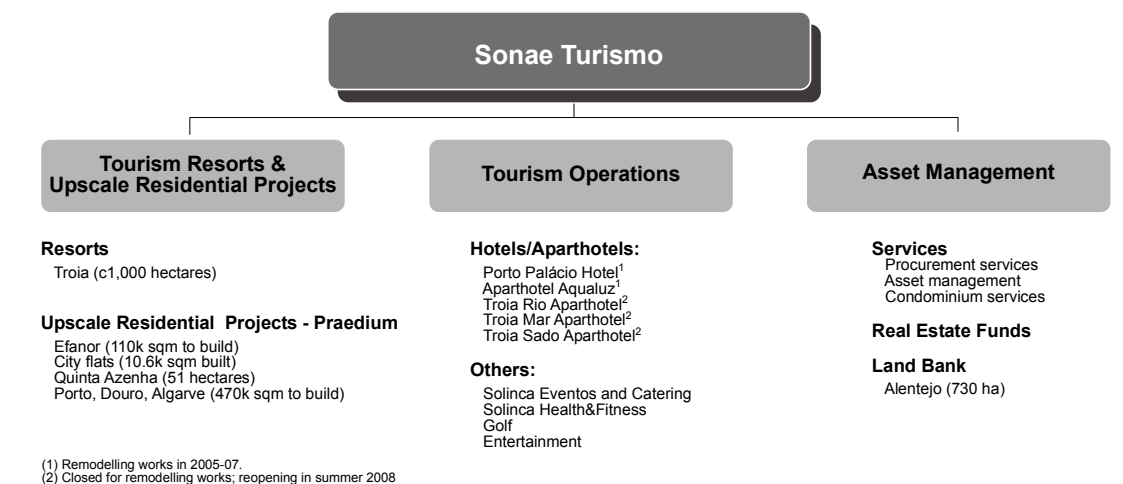 Sonae Turismo
Tourism Resorts &
Upscale Residential Projects
Tourism Operations
Asset Management
Resorts
Troia (c1,000 hectares)
Upscale Residential Projects - Praedium
Efanor (110k sqm to build)
City flats (10.6k sqm built)
Quinta Azenha (51 hectares)
Porto, Douro, Algarve (470k sqm to build)
Hotels/Aparthotels:
Porto Palácio Hotel¹
Aparthotel Aqualuz¹
Troia Rio Aparthotel²
Troia Mar Aparthotel²
Troia Sado Aparthotel²
Others:
Solinca Eventos and Catering
Solinca Health&Fitness
Golf
Entertainment
Services
Procurement services
Asset management
Condominium services
Real Estate Funds
Land Bank
Alentejo (730 ha)
(1) Remodelling works in 2005-07.
(2) Closed for remodelling works; reopening in summer 2008